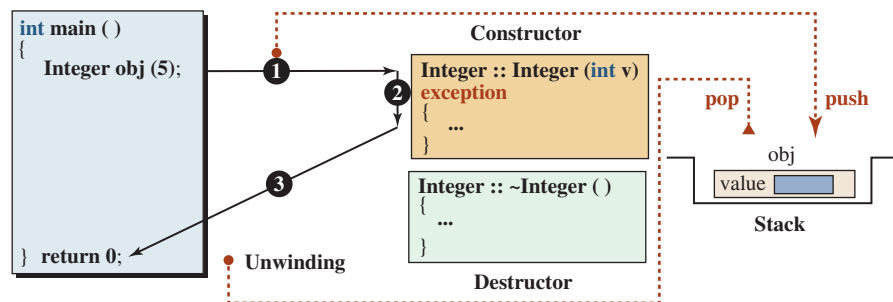 int main ( )
{
Integer obj (5);
} return 0;
1
2
3
Constructor
Integer :: Integer (int v)
exception
{
...
}
Integer :: ~Integer ( )
{
...
}
Destructor
Unwinding
pop
push
obj
value
Stack